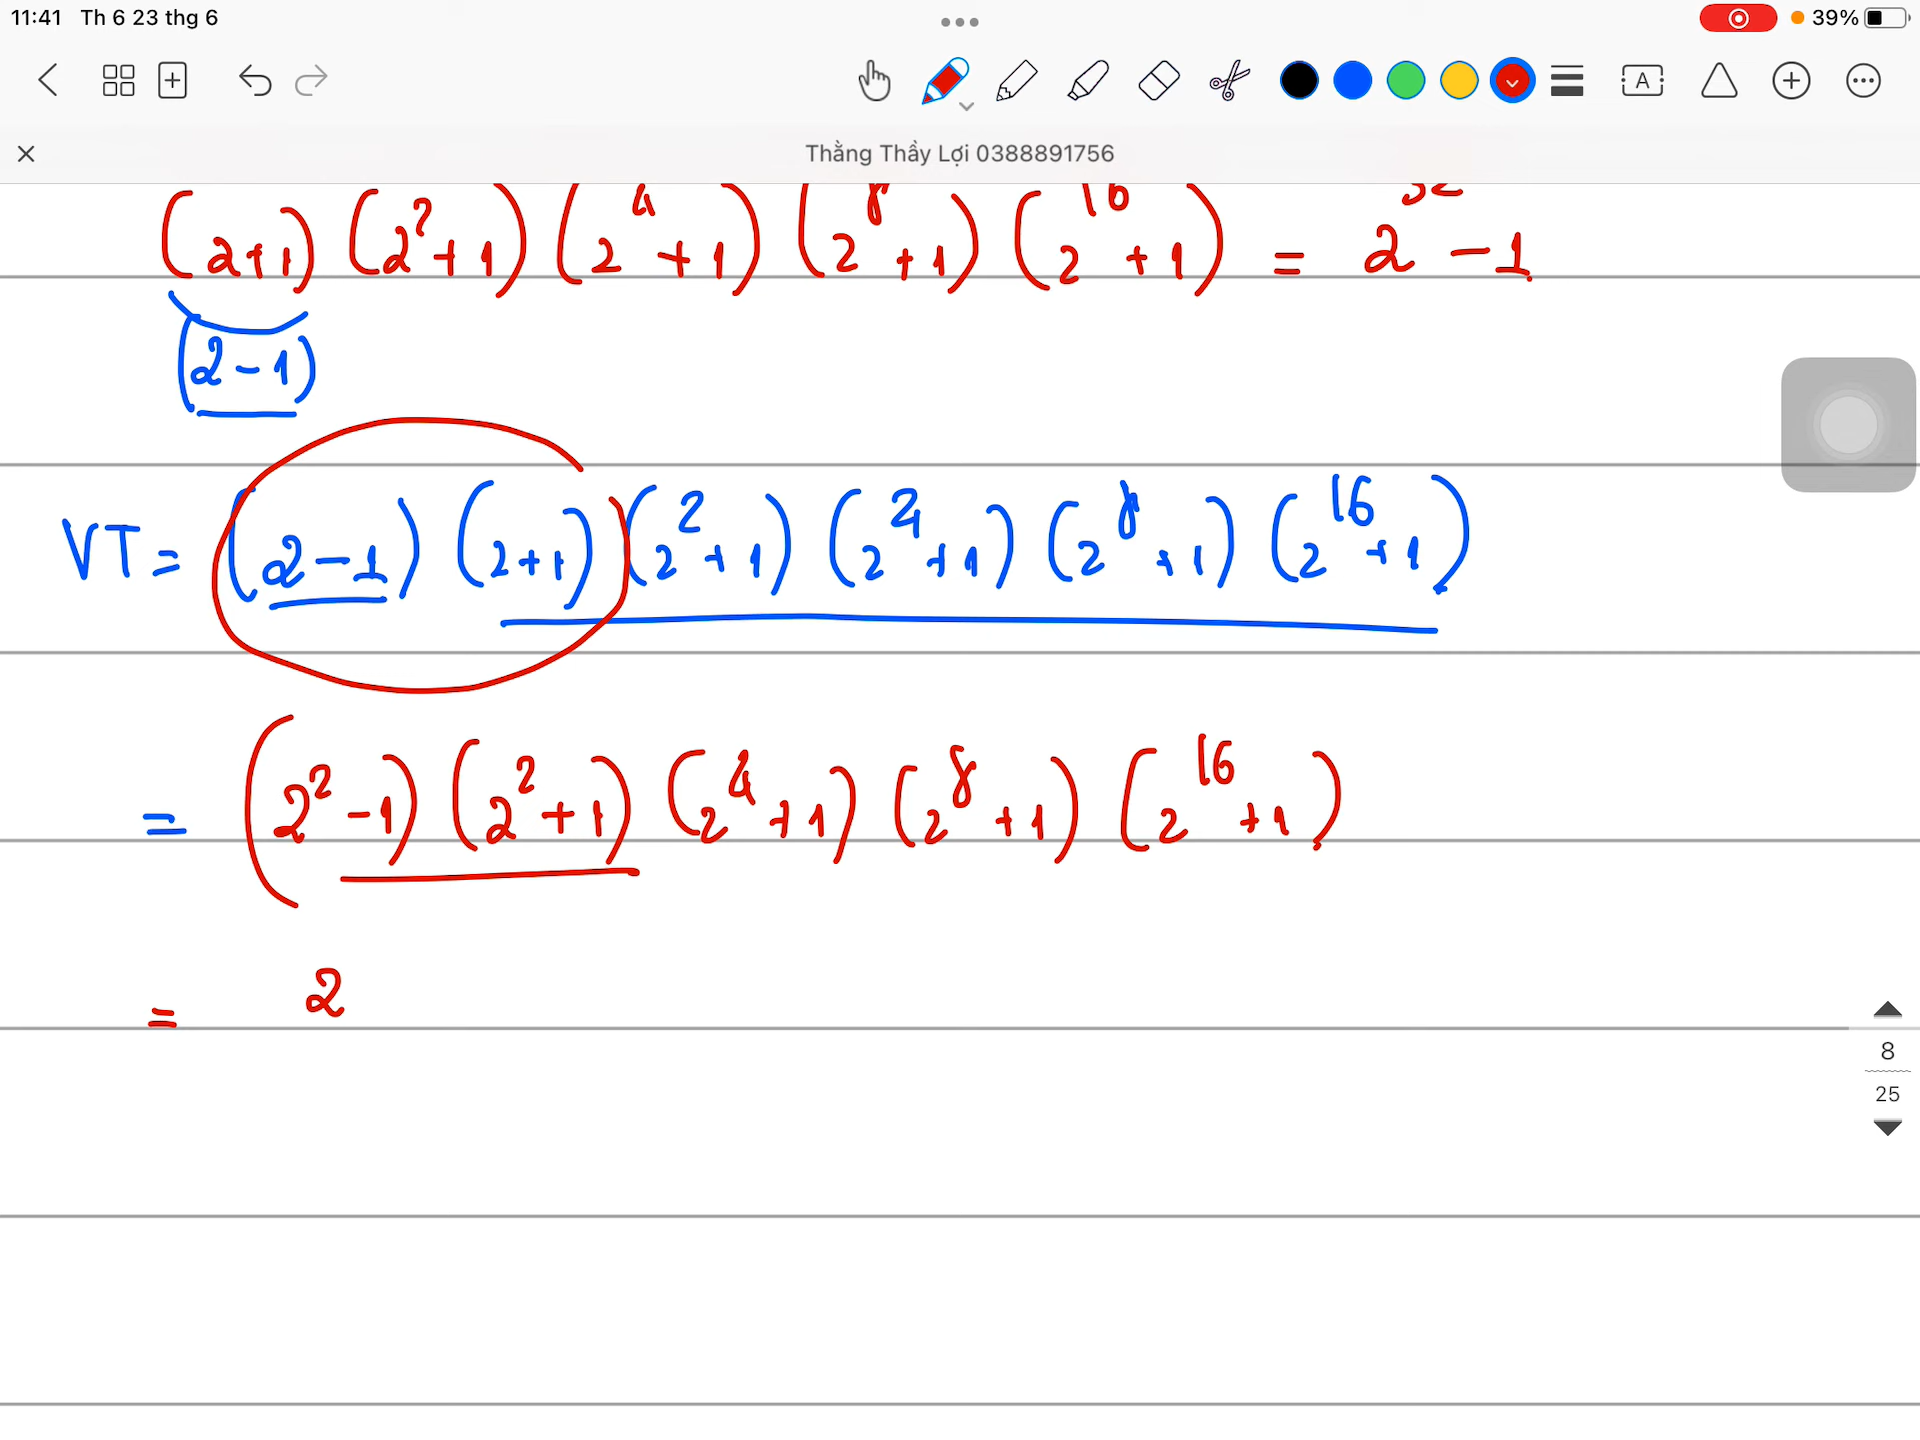 11:41 Th 6 23 thg 6
39%
A
Thằng Thầy Lợi 0388891756
(2+1) (2²+1) (2⁴+1) (2⁸+1) (2¹⁶+1) = 2³² -1
(2-1)
VT= (2-1) (2+1) (2²+1) (2⁴+1) (2⁸+1) (2¹⁶+1)
= (2²-1) (2²+1) (2⁴+1) (2⁸+1) (2¹⁶+1)
= 2
8
25